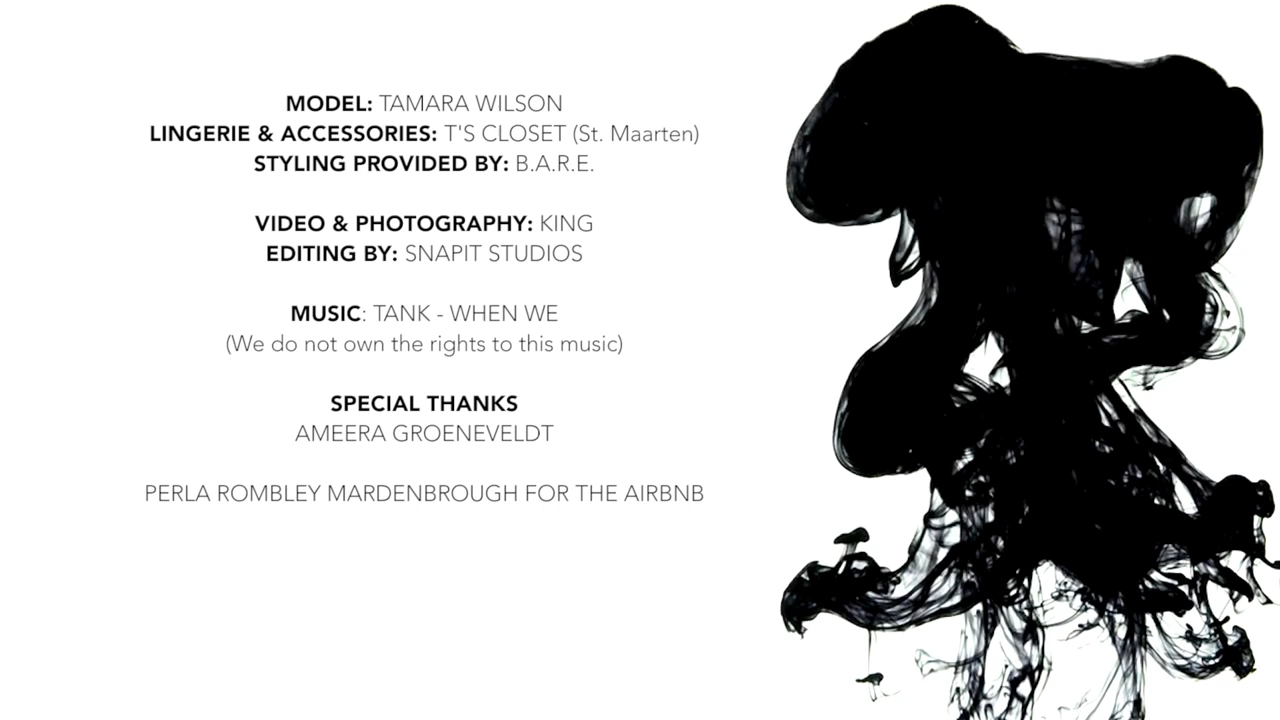 MODEL: TAMARA WILSON
LINGERIE & ACCESSORIES: T'S CLOSET (St. Maarten)
STYLING PROVIDED BY: B.A.R.E.
VIDEO & PHOTOGRAPHY: KING
EDITING BY: SNAPIT STUDIOS
MUSIC: TANK - WHEN WE
(We do not own the rights to this music)
SPECIAL THANKS
AMEERA GROENEVELDT
PERLA ROMBLEY MARDENBROUGH FOR THE AIRBNB